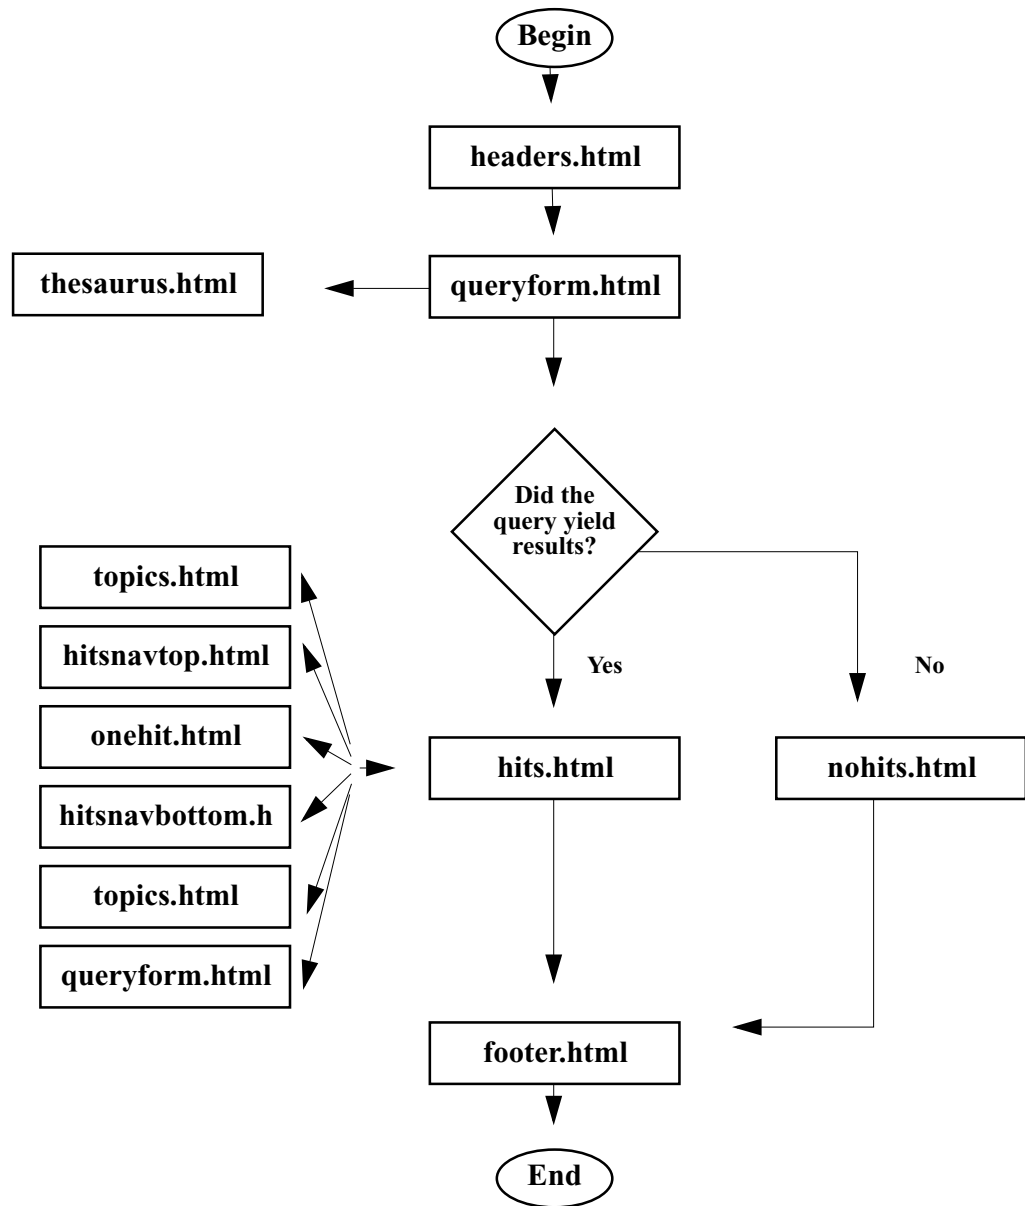 Begin
headers.html
thesaurus.html
queryform.html
Did the
query yield
results?
Yes
No
topics.html
hitsnavtop.html
onehit.html
hitsnavbottom.h
topics.html
queryform.html
hits.html
nohits.html
footer.html
End